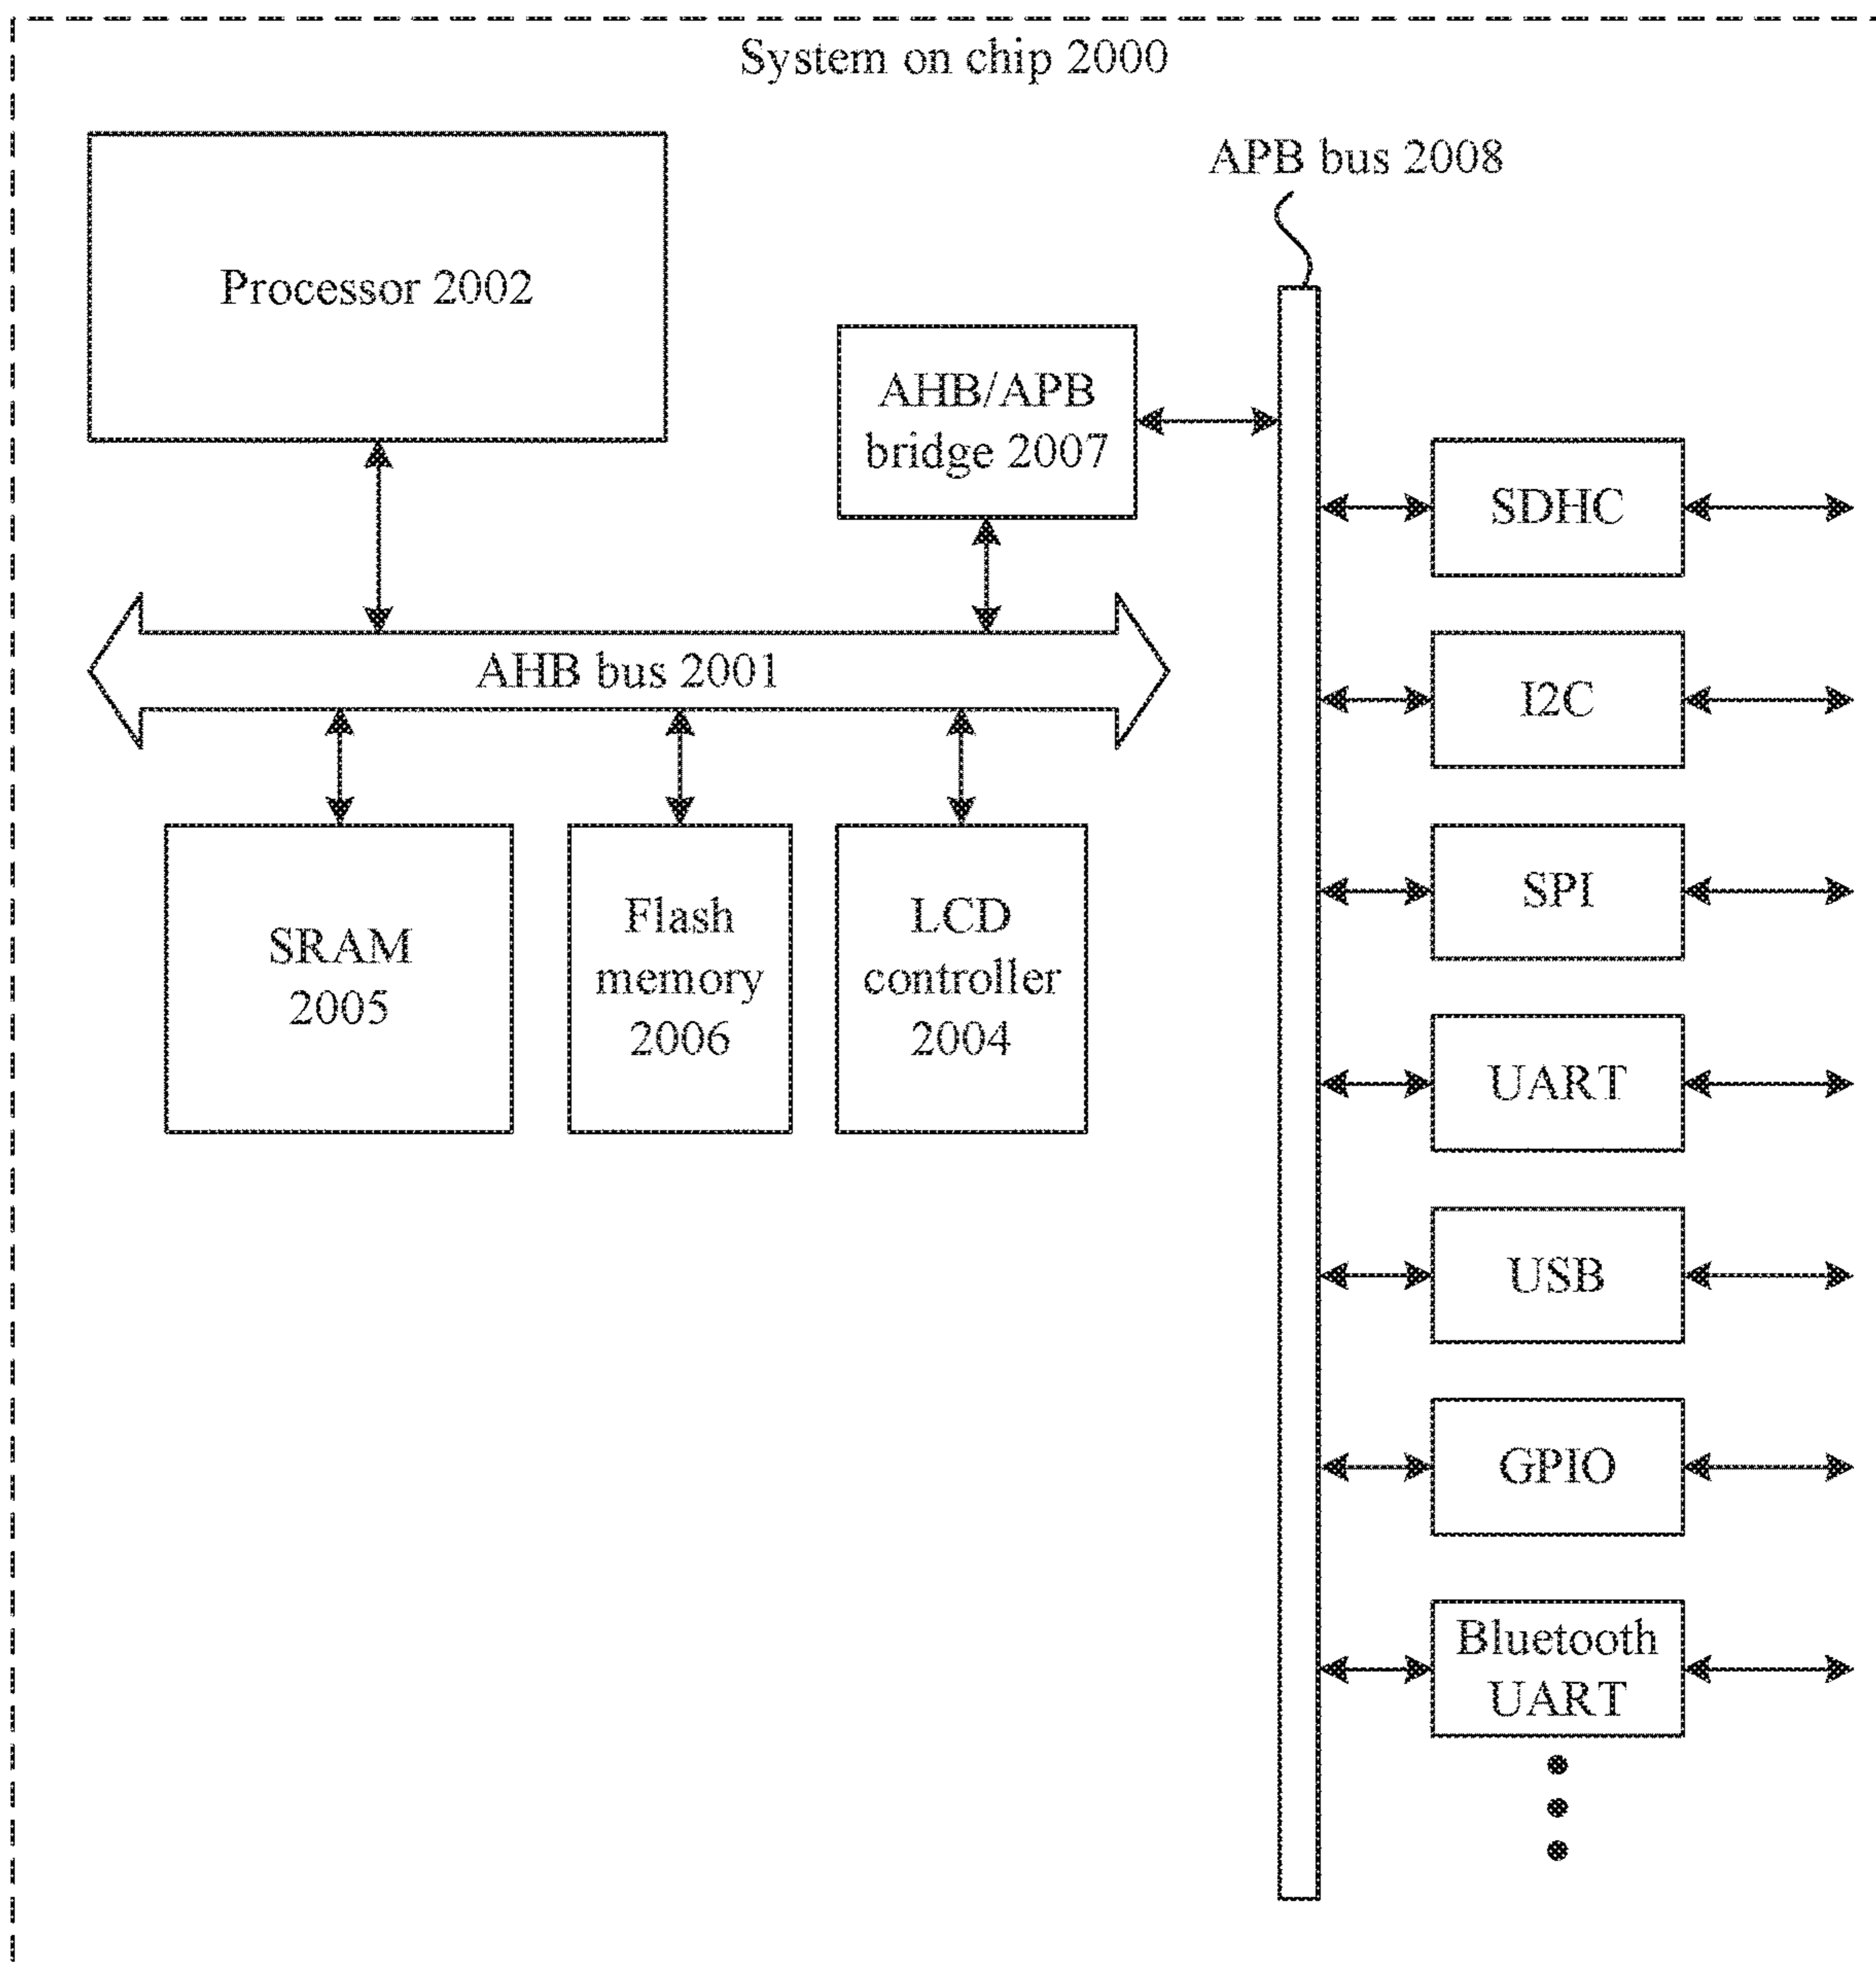 System on chip 2000
APB bus 2008
Processor 2002
AHB/APB
bridge 2007
AHB bus 2001
SRAM
2005
Flash
memory
2006
LCD
controller
2004
SDHC
I2C
SPI
UART
USB
GPIO
Bluetooth
UART